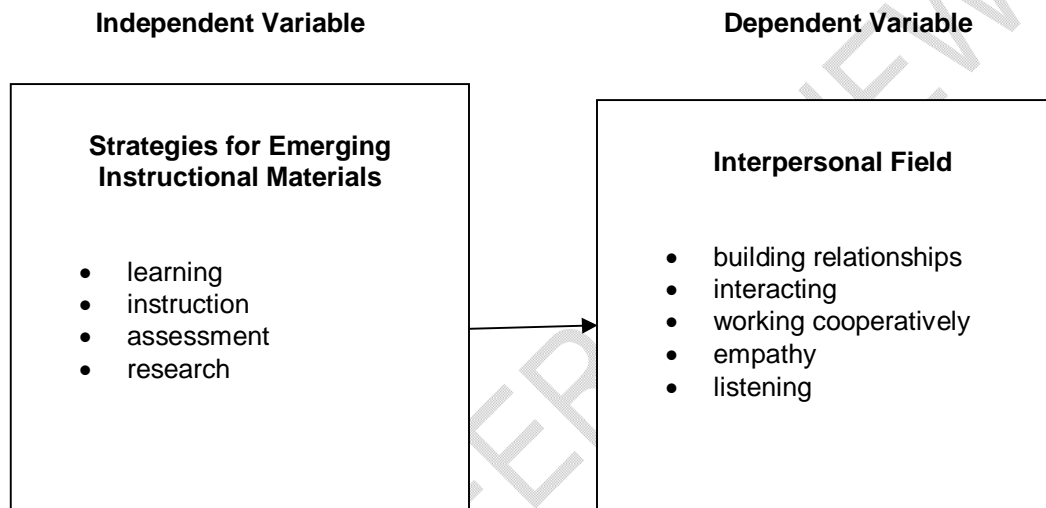 Independent Variable
Dependent Variable
Strategies for Emerging
Instructional Materials
• learning
• instruction
• assessment
• research
Interpersonal Field
• building relationships
• interacting
• working cooperatively
• empathy
• listening